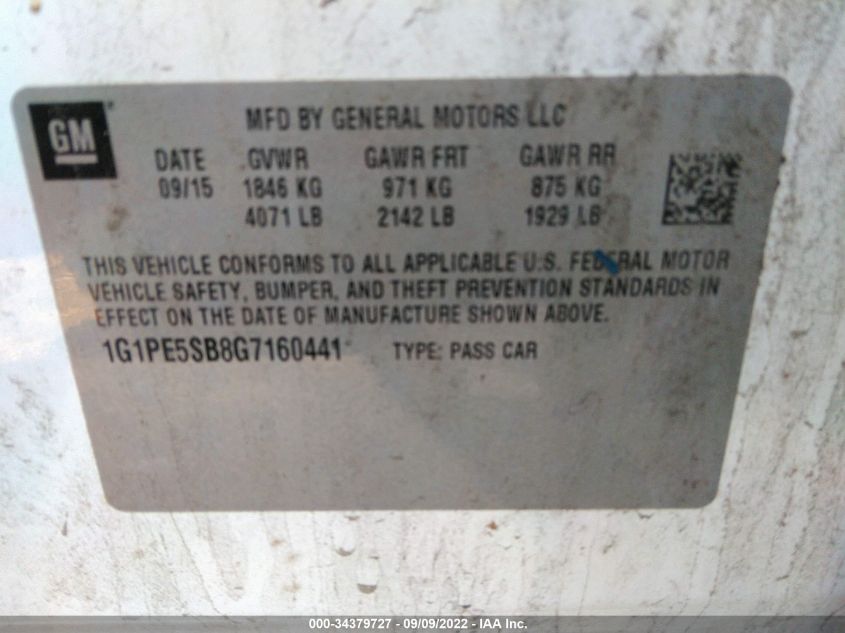 GM
MFD BY GENERAL MOTORS LLC
DATE GVWR GAWR FRT GAWR RR
09/15 1846 KG 971 KG 875 KG
4071 LB 2142 LB 1929 LB
THIS VEHICLE CONFORMS TO ALL APPLICABLE U.S. FEDERAL MOTOR
VEHICLE SAFETY, BUMPER, AND THEFT PREVENTION STANDARDS IN
EFFECT ON THE DATE OF MANUFACTURE SHOWN ABOVE.
1G1PE5SB8G7160441 TYPE: PASS CAR
000-34379727 - 09/09/2022 - IAA Inc.